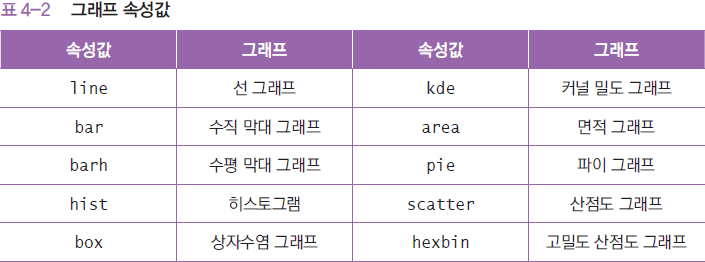 표 4-2 그래프 속성값
속성값 그래프 속성값 그래프
line 선 그래프 kde 커널 밀도 그래프
bar 수직 막대 그래프 area 면적 그래프
barh 수평 막대 그래프 pie 파이 그래프
hist 히스토그램 scatter 산점도 그래프
box 상자수염 그래프 hexbin 고밀도 산점도 그래프